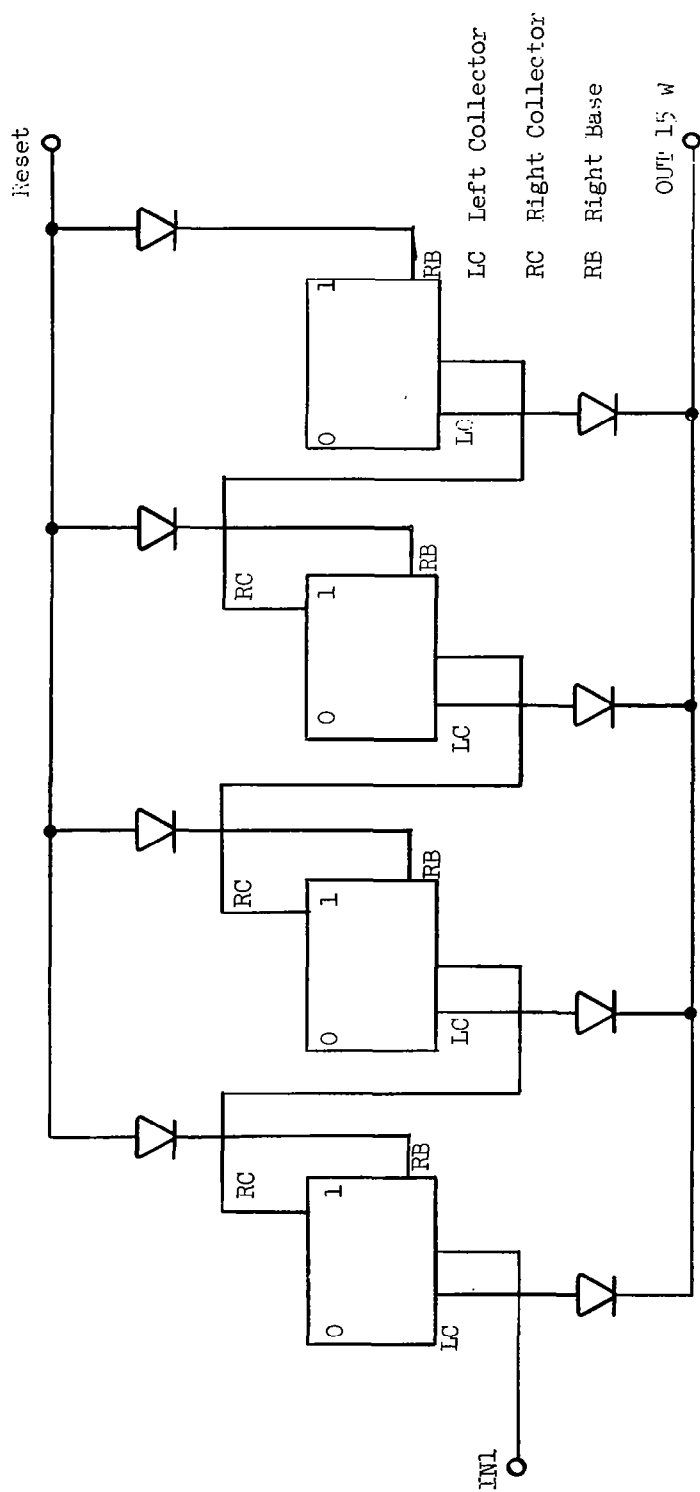 Reset
RC
RC
RC
0 1
0 1
0 1
0 1
RB
RB
RB
RB
LC
LC
LC
LC
LC Left Collector
RC Right Collector
RB Right Base
IN1
OUT 15 W